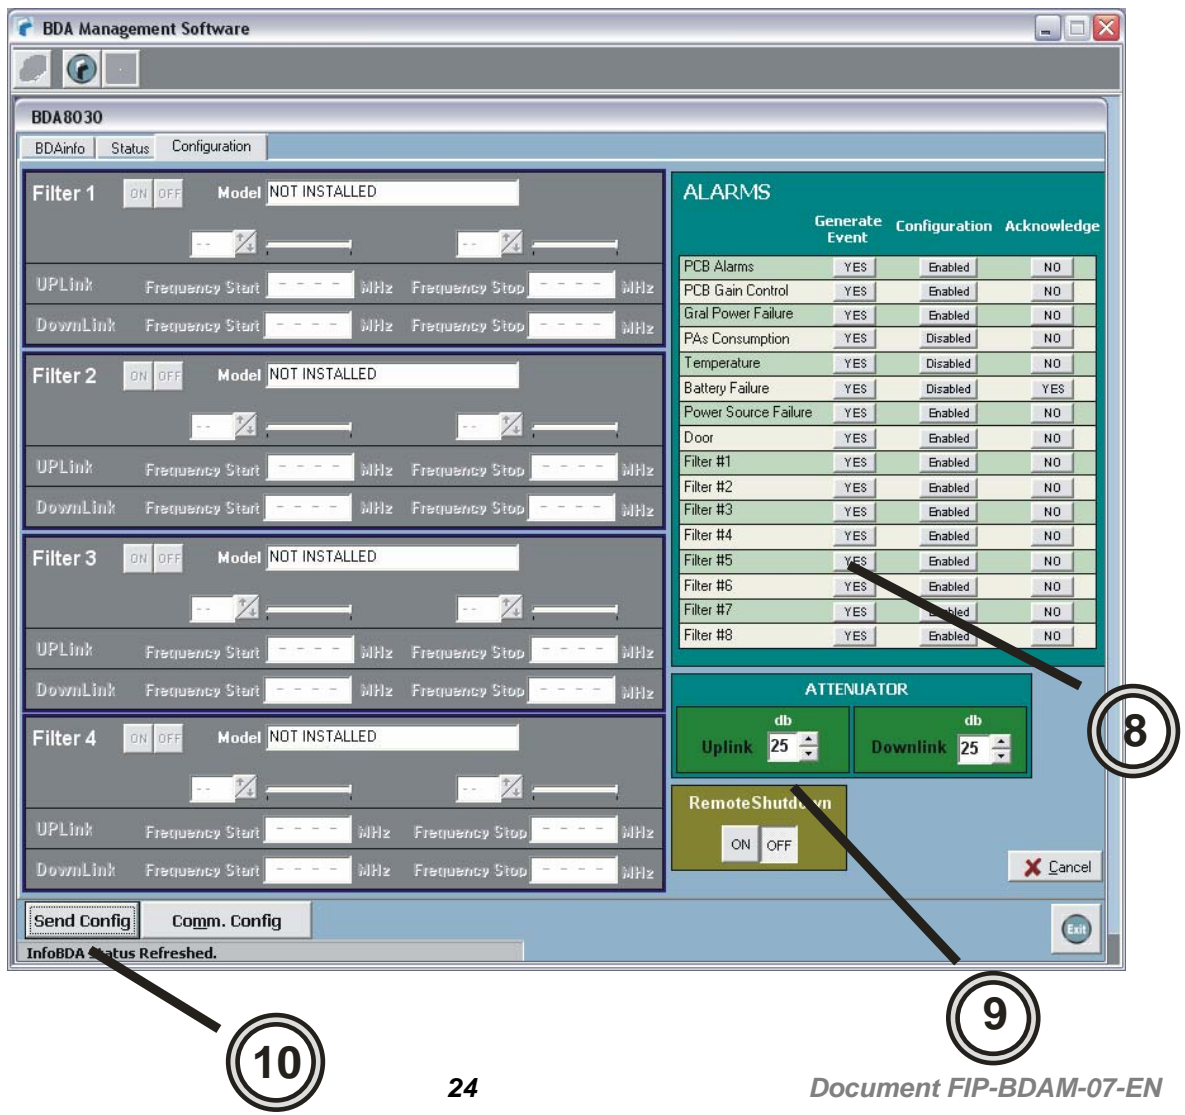 BDA Management Software
BDA8030
BDAinfo Status Configuration
Filter 1 ON OFF Model NOT INSTALLED
-- --
UPLink Frequency Start - - - - MHz Frequency Stop - - - - MHz
DownLink Frequency Start - - - - MHz Frequency Stop - - - - MHz
Filter 2 ON OFF Model NOT INSTALLED
-- --
UPLink Frequency Start - - - - MHz Frequency Stop - - - - MHz
DownLink Frequency Start - - - - MHz Frequency Stop - - - - MHz
Filter 3 ON OFF Model NOT INSTALLED
-- --
UPLink Frequency Start - - - - MHz Frequency Stop - - - - MHz
DownLink Frequency Start - - - - MHz Frequency Stop - - - - MHz
Filter 4 ON OFF Model NOT INSTALLED
-- --
UPLink Frequency Start - - - - MHz Frequency Stop - - - - MHz
DownLink Frequency Start - - - - MHz Frequency Stop - - - - MHz
ALARMS
Generate Event Configuration Acknowledge
PCB Alarms YES Enabled NO
PCB Gain Control YES Enabled NO
Gral Power Failure YES Enabled NO
PAs Consumption YES Disabled NO
Temperature YES Disabled NO
Battery Failure YES Disabled YES
Power Source Failure YES Enabled NO
Door YES Enabled NO
Filter #1 YES Enabled NO
Filter #2 YES Enabled NO
Filter #3 YES Enabled NO
Filter #4 YES Enabled NO
Filter #5 YES Enabled NO
Filter #6 YES Enabled NO
Filter #7 YES Enabled NO
Filter #8 YES Enabled NO
ATTENUATOR
db db
Uplink 25 Downlink 25
8
RemoteShutdown
ON OFF
Cancel
Send Config Comm. Config
Exit
InfoBDA Status Refreshed.
9
10
24 Document FIP-BDAM-07-EN